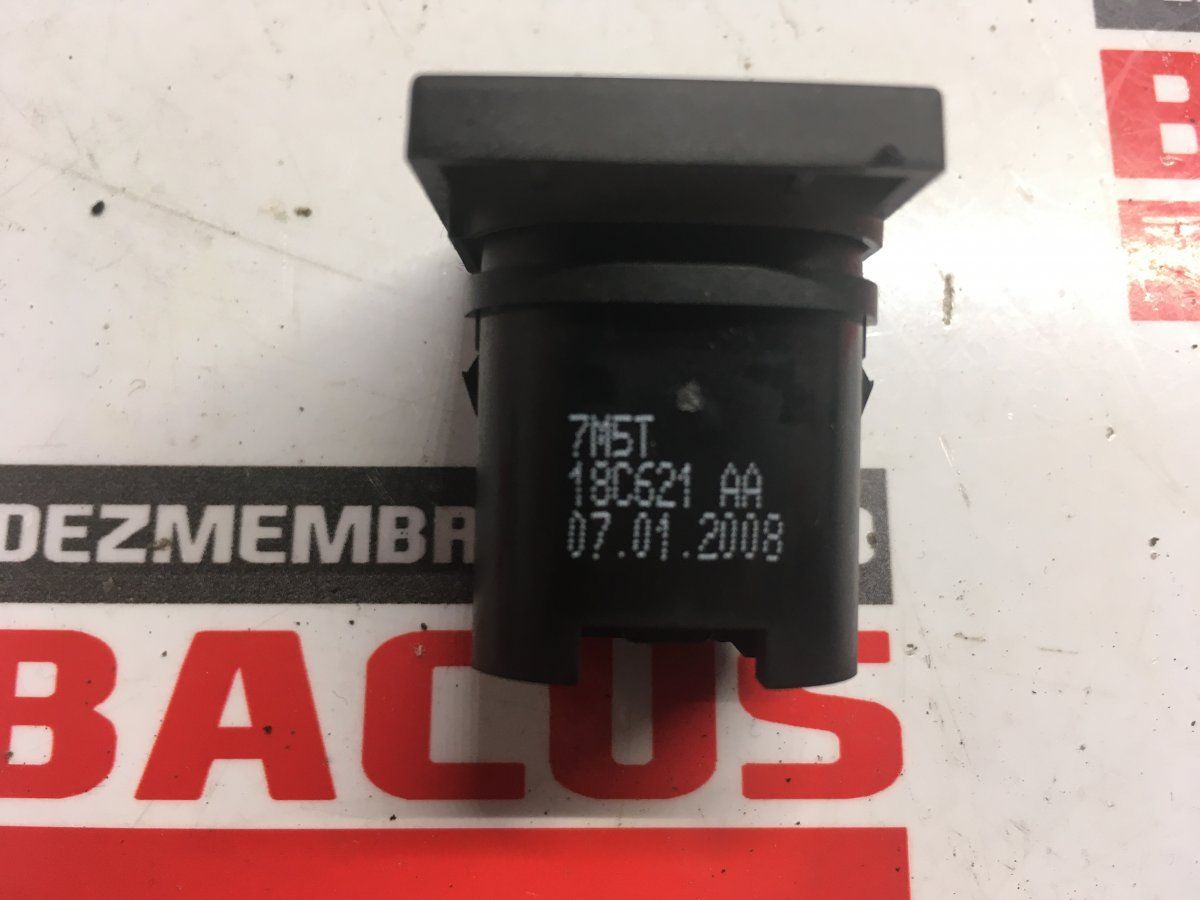 7M5T
18C621 AA
07.01.2008
DEZMEMBR
BACUS
B